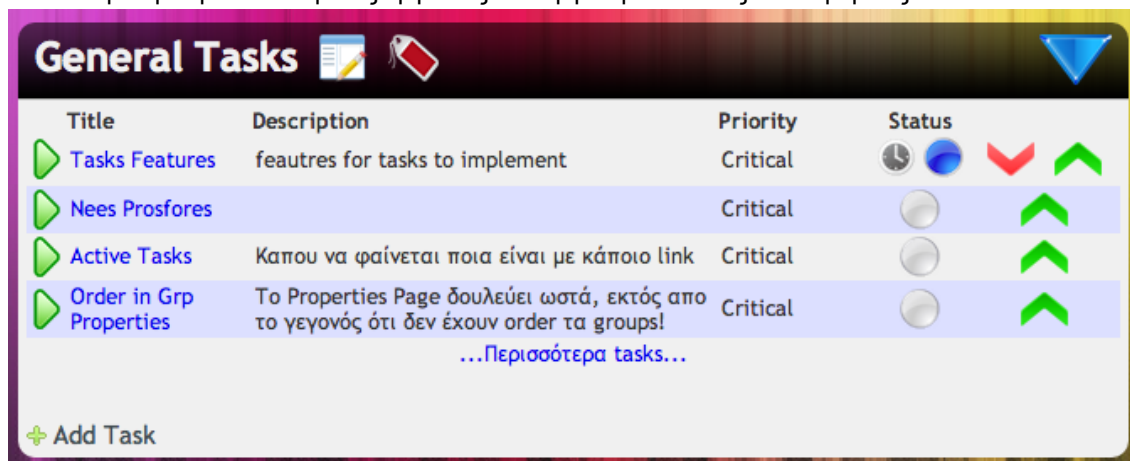 General Tasks
Title Description Priority Status
Tasks Features feautres for tasks to implement Critical
Nees Prosfores Critical
Active Tasks Καπου να φαίνεται ποια είναι με κάποιο link Critical
Order in Grp Properties Το Properties Page δουλεύει ωστά, εκτός απο Critical
το γεγονός ότι δεν έχουν order τα groups!
...Περισσότερα tasks...
Add Task